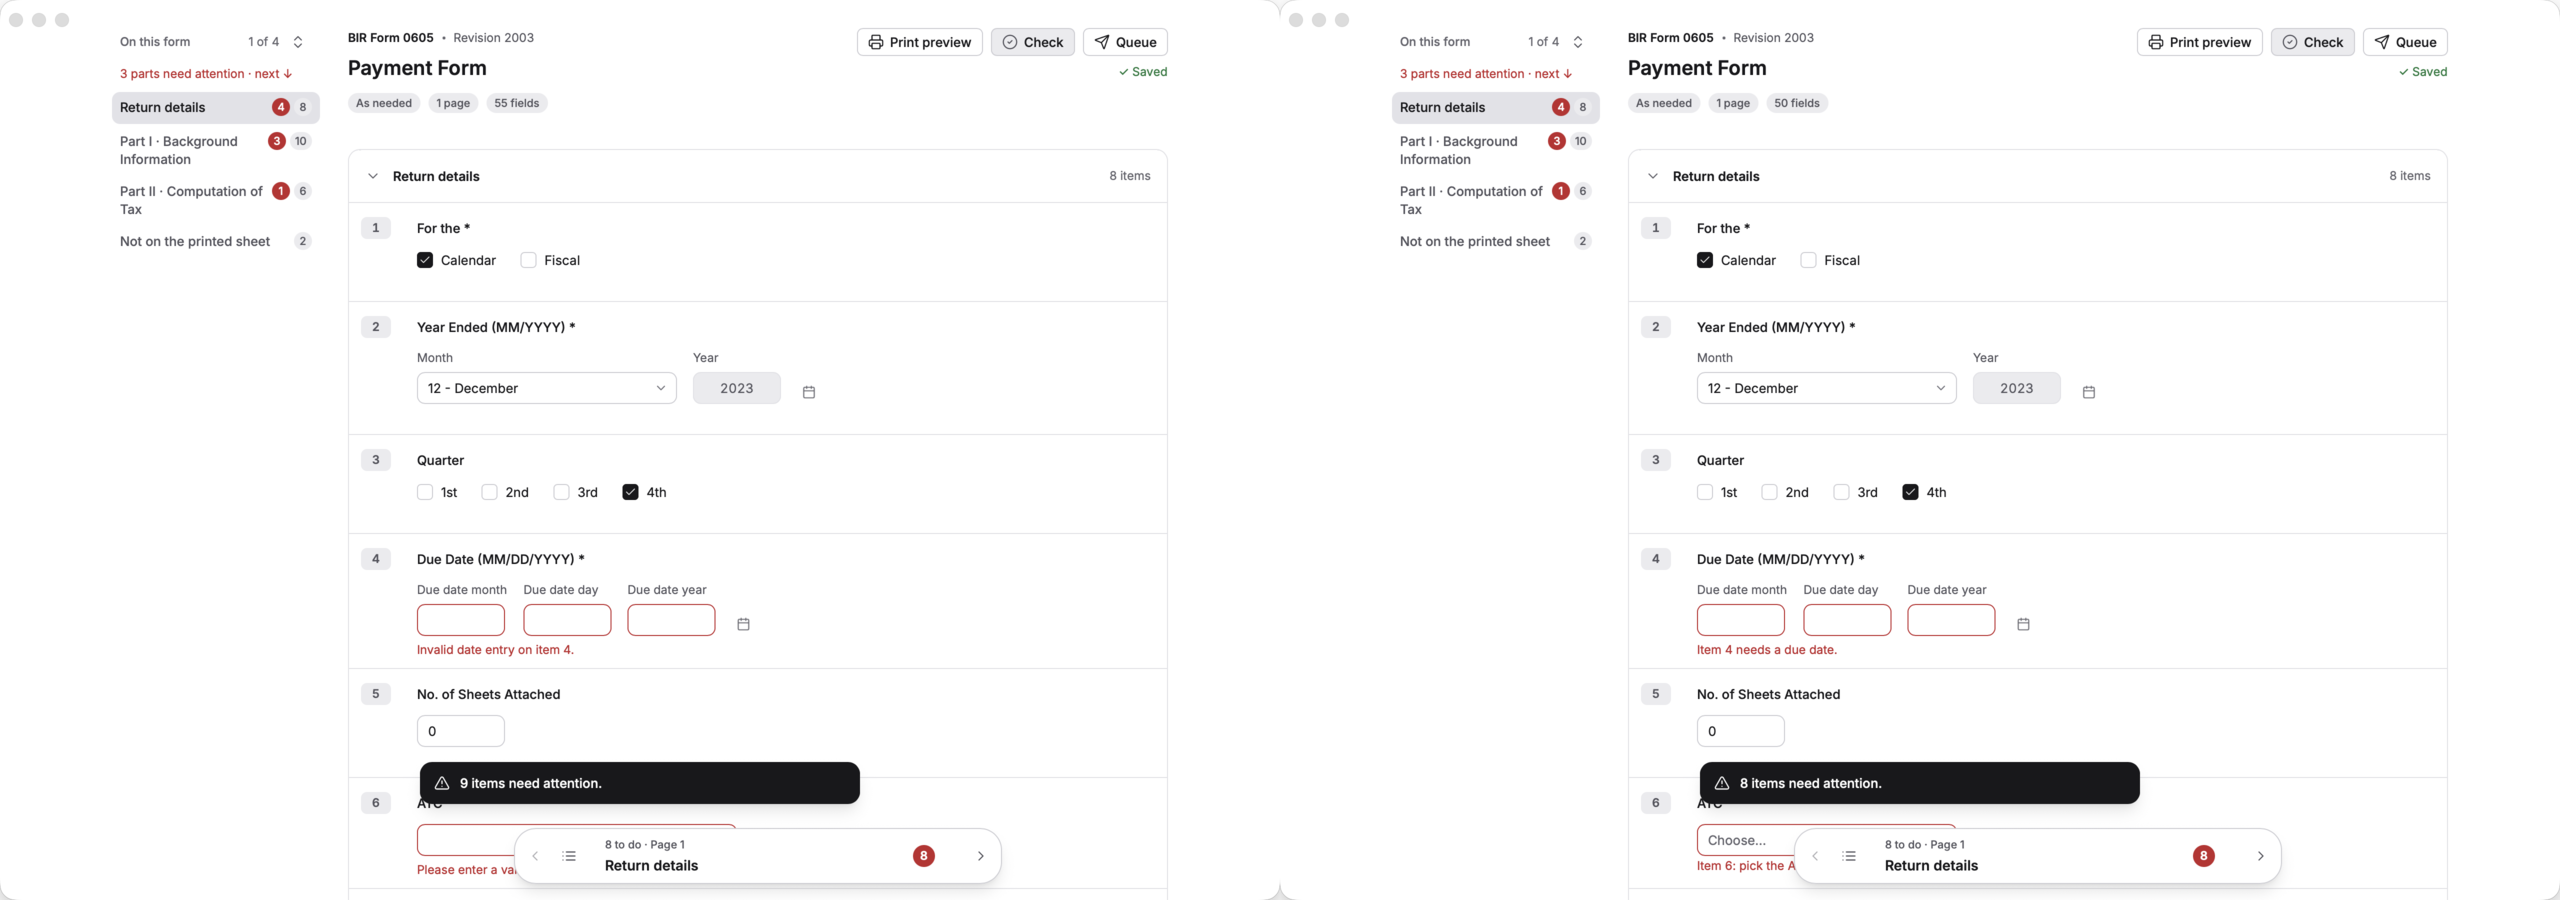 On this form 1 of 4
3 parts need attention · next ↓
Return details 4 8
Part I · Background Information 3 10
Part II · Computation of Tax 1 6
Not on the printed sheet 2
BIR Form 0605 • Revision 2003
Payment Form
As needed 1 page 55 fields
Print preview Check Queue
✓ Saved
Return details 8 items
1 For the *
Calendar Fiscal
2 Year Ended (MM/YYYY) *
Month Year
12 - December 2023
3 Quarter
1st 2nd 3rd 4th
4 Due Date (MM/DD/YYYY) *
Due date month Due date day Due date year
Invalid date entry on item 4.
5 No. of Sheets Attached
0
9 items need attention.
6 ATC
Please enter a
8 to do · Page 1
Return details 8
On this form 1 of 4
3 parts need attention · next ↓
Return details 4 8
Part I · Background Information 3 10
Part II · Computation of Tax 1 6
Not on the printed sheet 2
BIR Form 0605 • Revision 2003
Payment Form
As needed 1 page 50 fields
Print preview Check Queue
✓ Saved
Return details 8 items
1 For the *
Calendar Fiscal
2 Year Ended (MM/YYYY) *
Month Year
12 - December 2023
3 Quarter
1st 2nd 3rd 4th
4 Due Date (MM/DD/YYYY) *
Due date month Due date day Due date year
Item 4 needs a due date.
5 No. of Sheets Attached
0
8 items need attention.
6 ATC
Choose...
Item 6: pick the
8 to do · Page 1
Return details 8